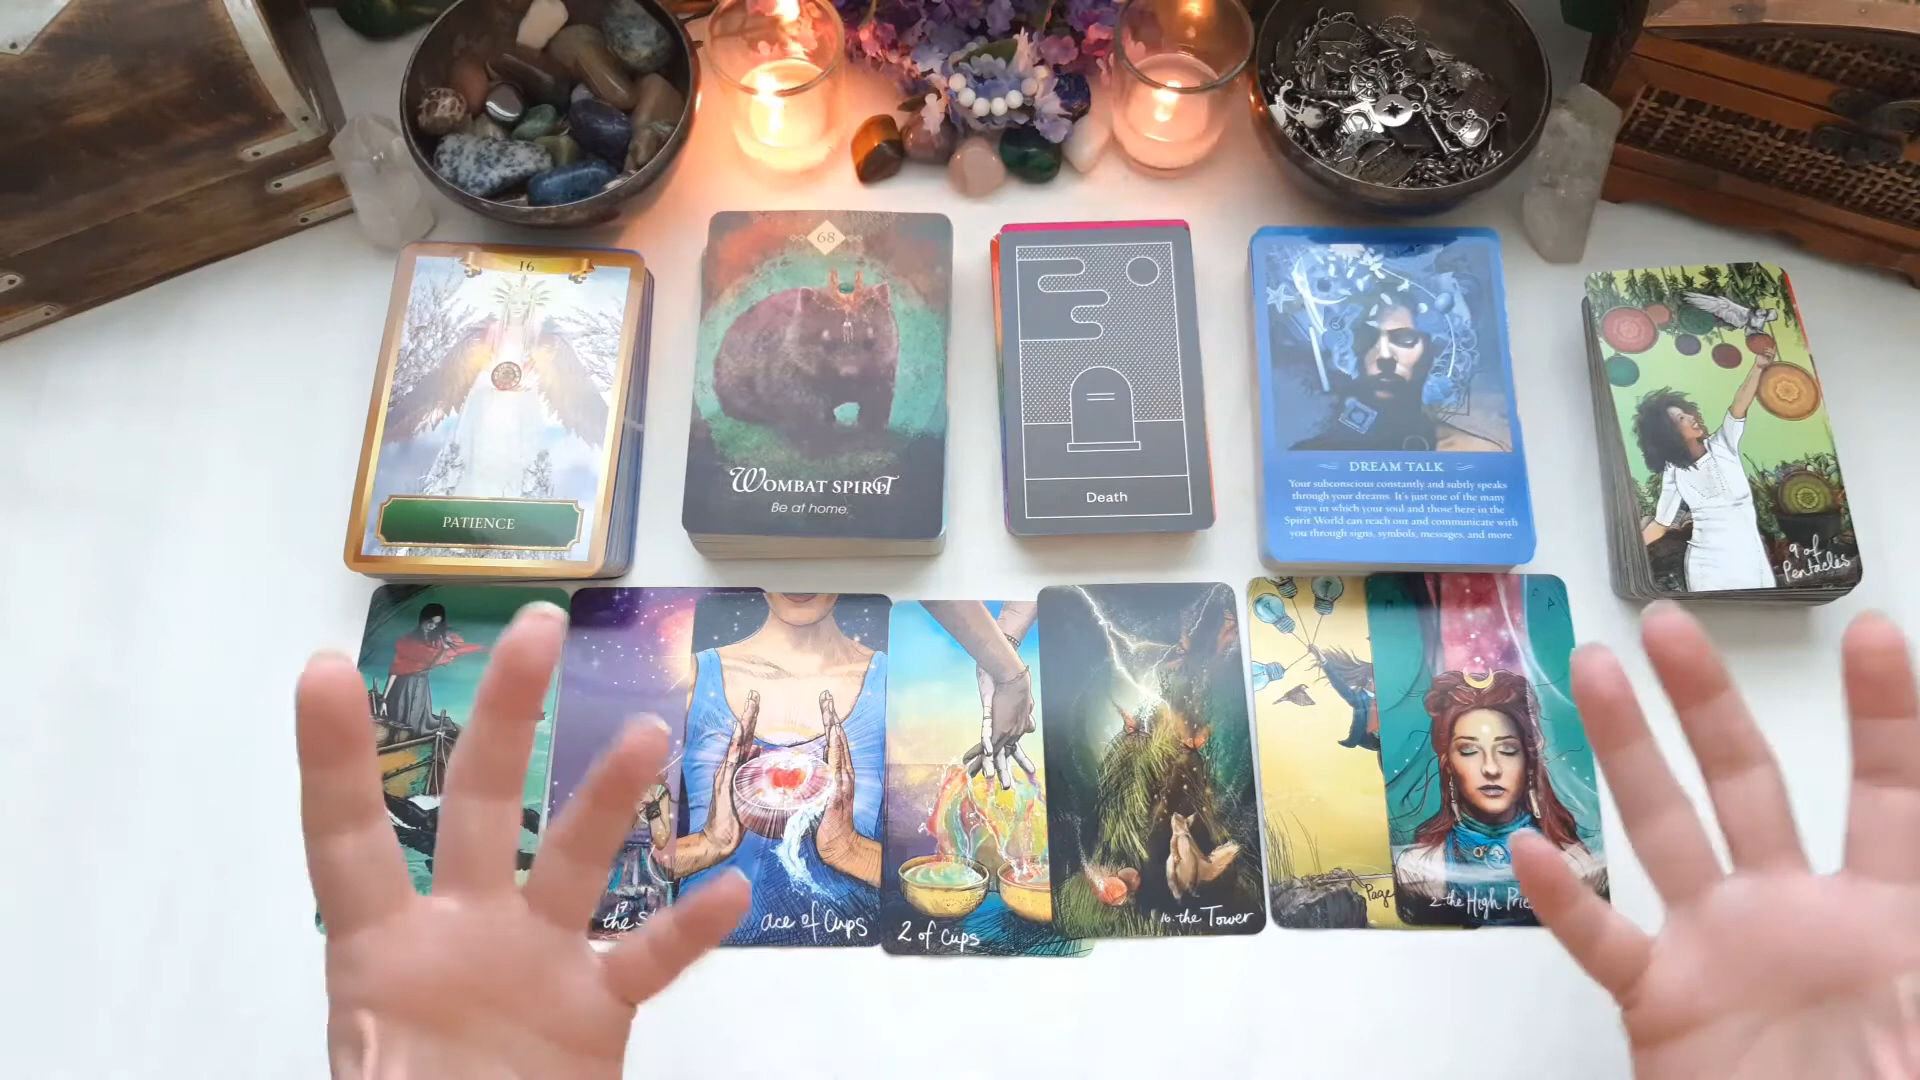 16
PATIENCE
68
WOMBAT SPIRIT
Be at home.
Death
DREAM TALK
Your subconscious constantly and subtly speaks
through your dreams. It's just one of the many
ways in which your soul and those here in the
Spirit World can reach out and communicate with
you through signs, symbols, messages, and more.
9 of
Pentacles
17
the
ace of Cups
2 of Cups
16. the Tower
Page
2. the High